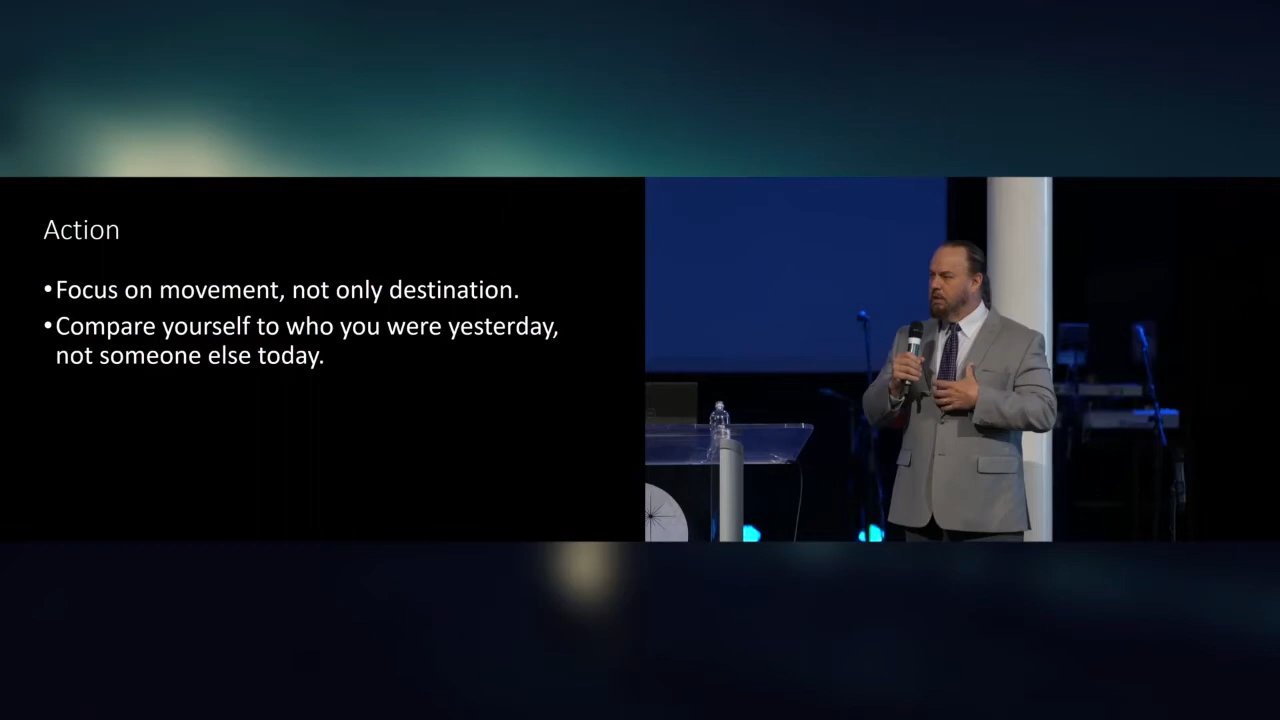 Action
•Focus on movement, not only destination.
•Compare yourself to who you were yesterday,
not someone else today.